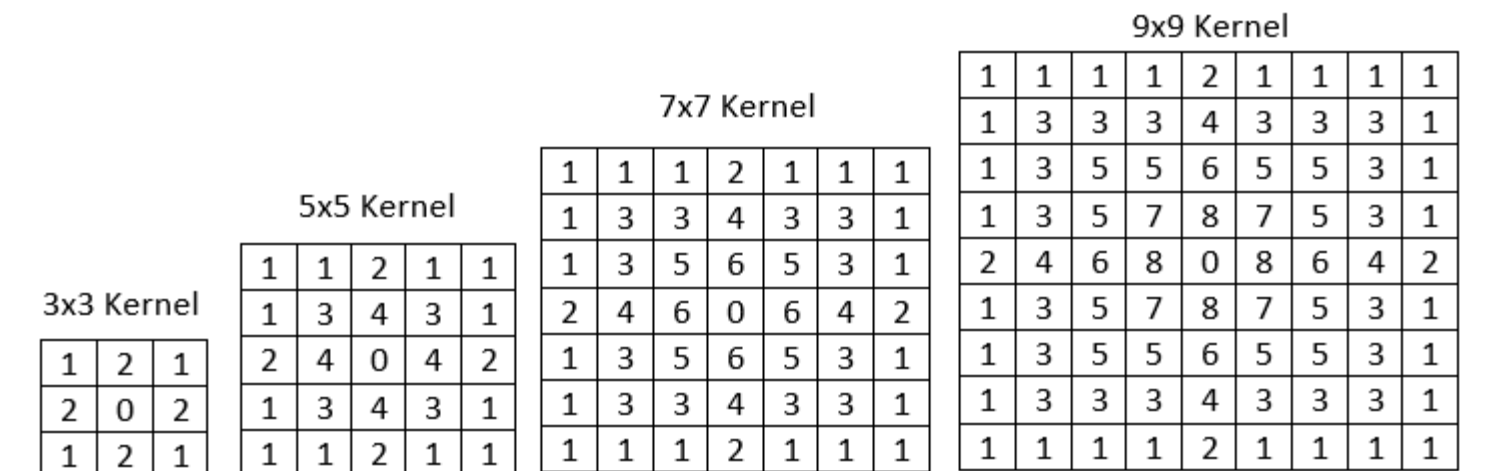 3x3 Kernel
1 2 1
2 0 2
1 2 1
5x5 Kernel
1 1 2 1 1
1 3 4 3 1
2 4 0 4 2
1 3 4 3 1
1 1 2 1 1
7x7 Kernel
1 1 1 2 1 1 1
1 3 3 4 3 3 1
1 3 5 6 5 3 1
2 4 6 0 6 4 2
1 3 5 6 5 3 1
1 3 3 4 3 3 1
1 1 1 2 1 1 1
9x9 Kernel
1 1 1 1 2 1 1 1 1
1 3 3 3 4 3 3 3 1
1 3 5 5 6 5 5 3 1
1 3 5 7 8 7 5 3 1
2 4 6 8 0 8 6 4 2
1 3 5 7 8 7 5 3 1
1 3 5 5 6 5 5 3 1
1 3 3 3 4 3 3 3 1
1 1 1 1 2 1 1 1 1